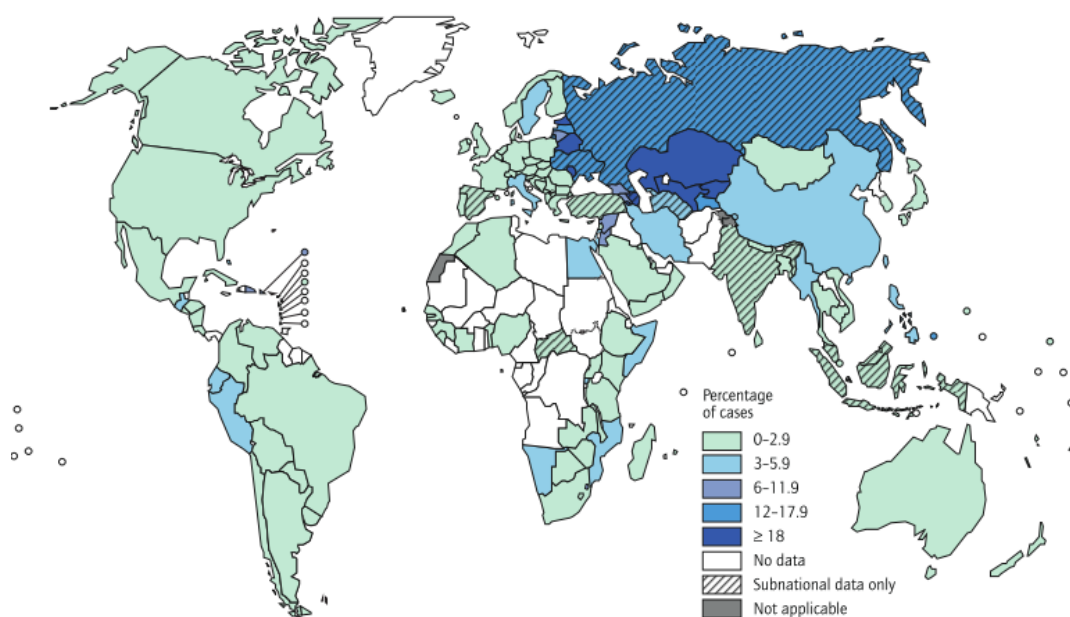 Percentage
of cases
0–2.9
3–5.9
6–11.9
12–17.9
≥ 18
No data
Subnational data only
Not applicable